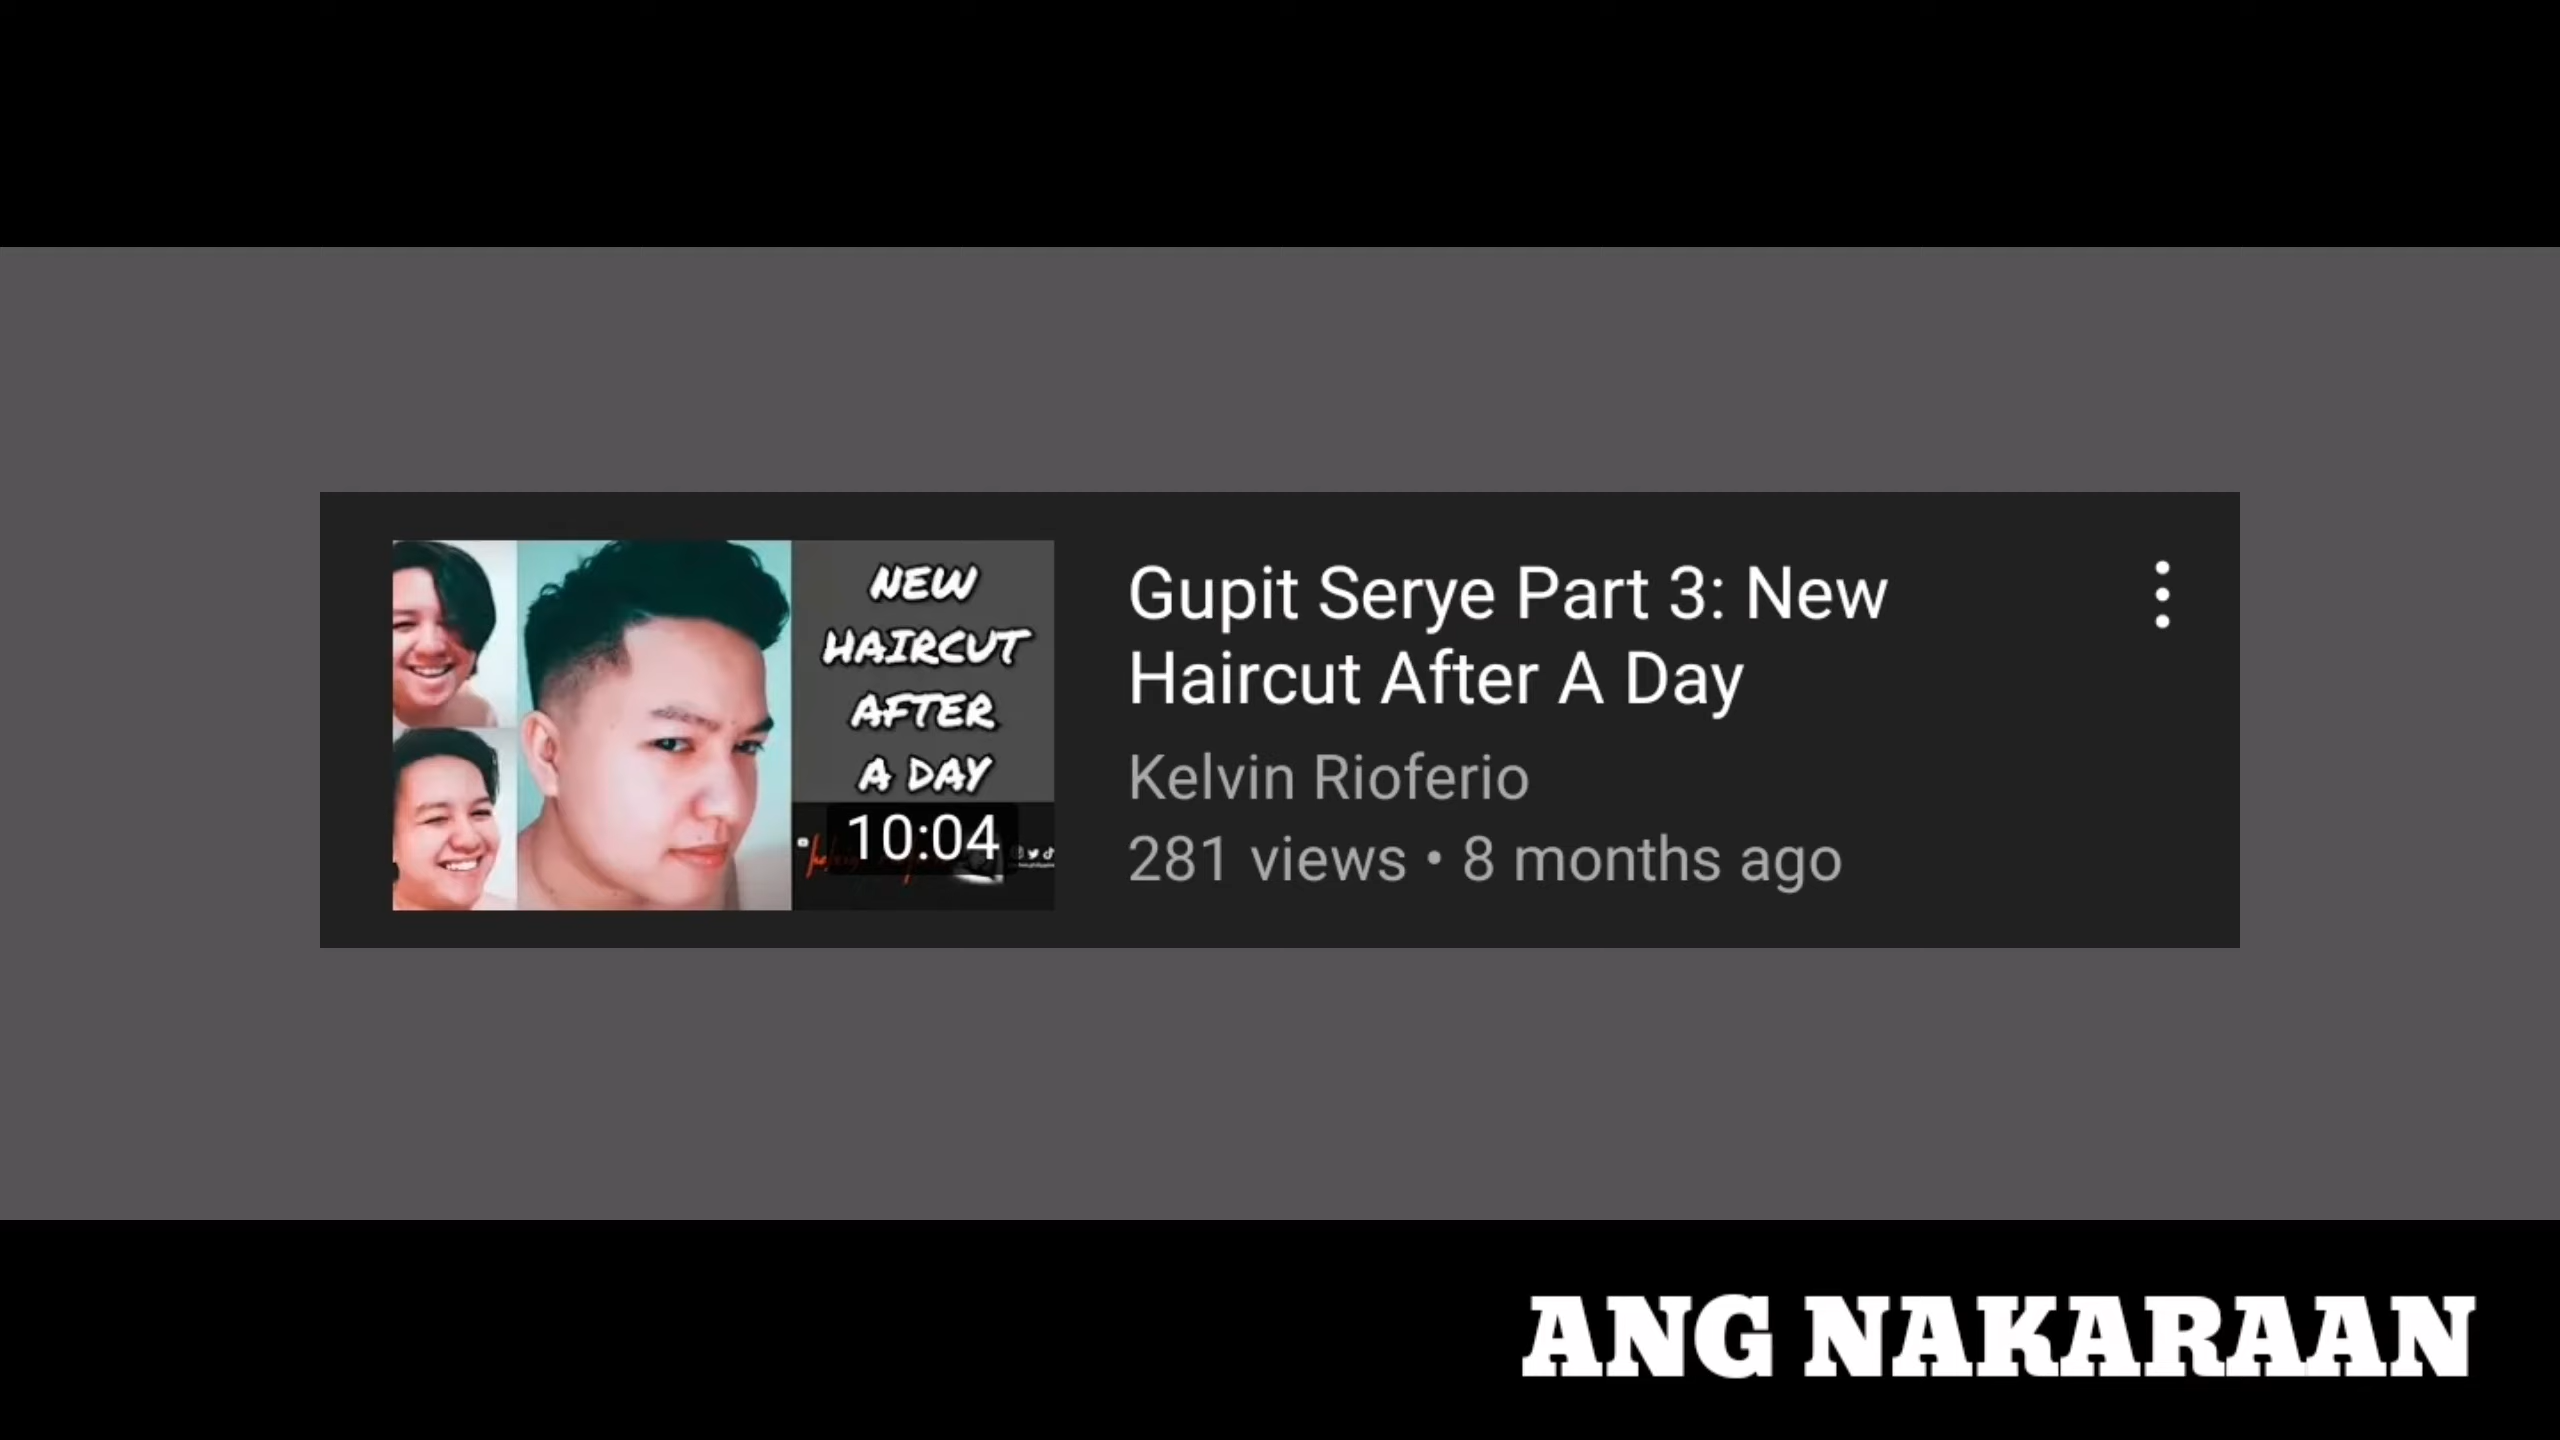 NEW
HAIRCUT
AFTER
A DAY
10:04
Gupit Serye Part 3: New
Haircut After A Day
Kelvin Rioferio
281 views • 8 months ago
ANG NAKARAAN